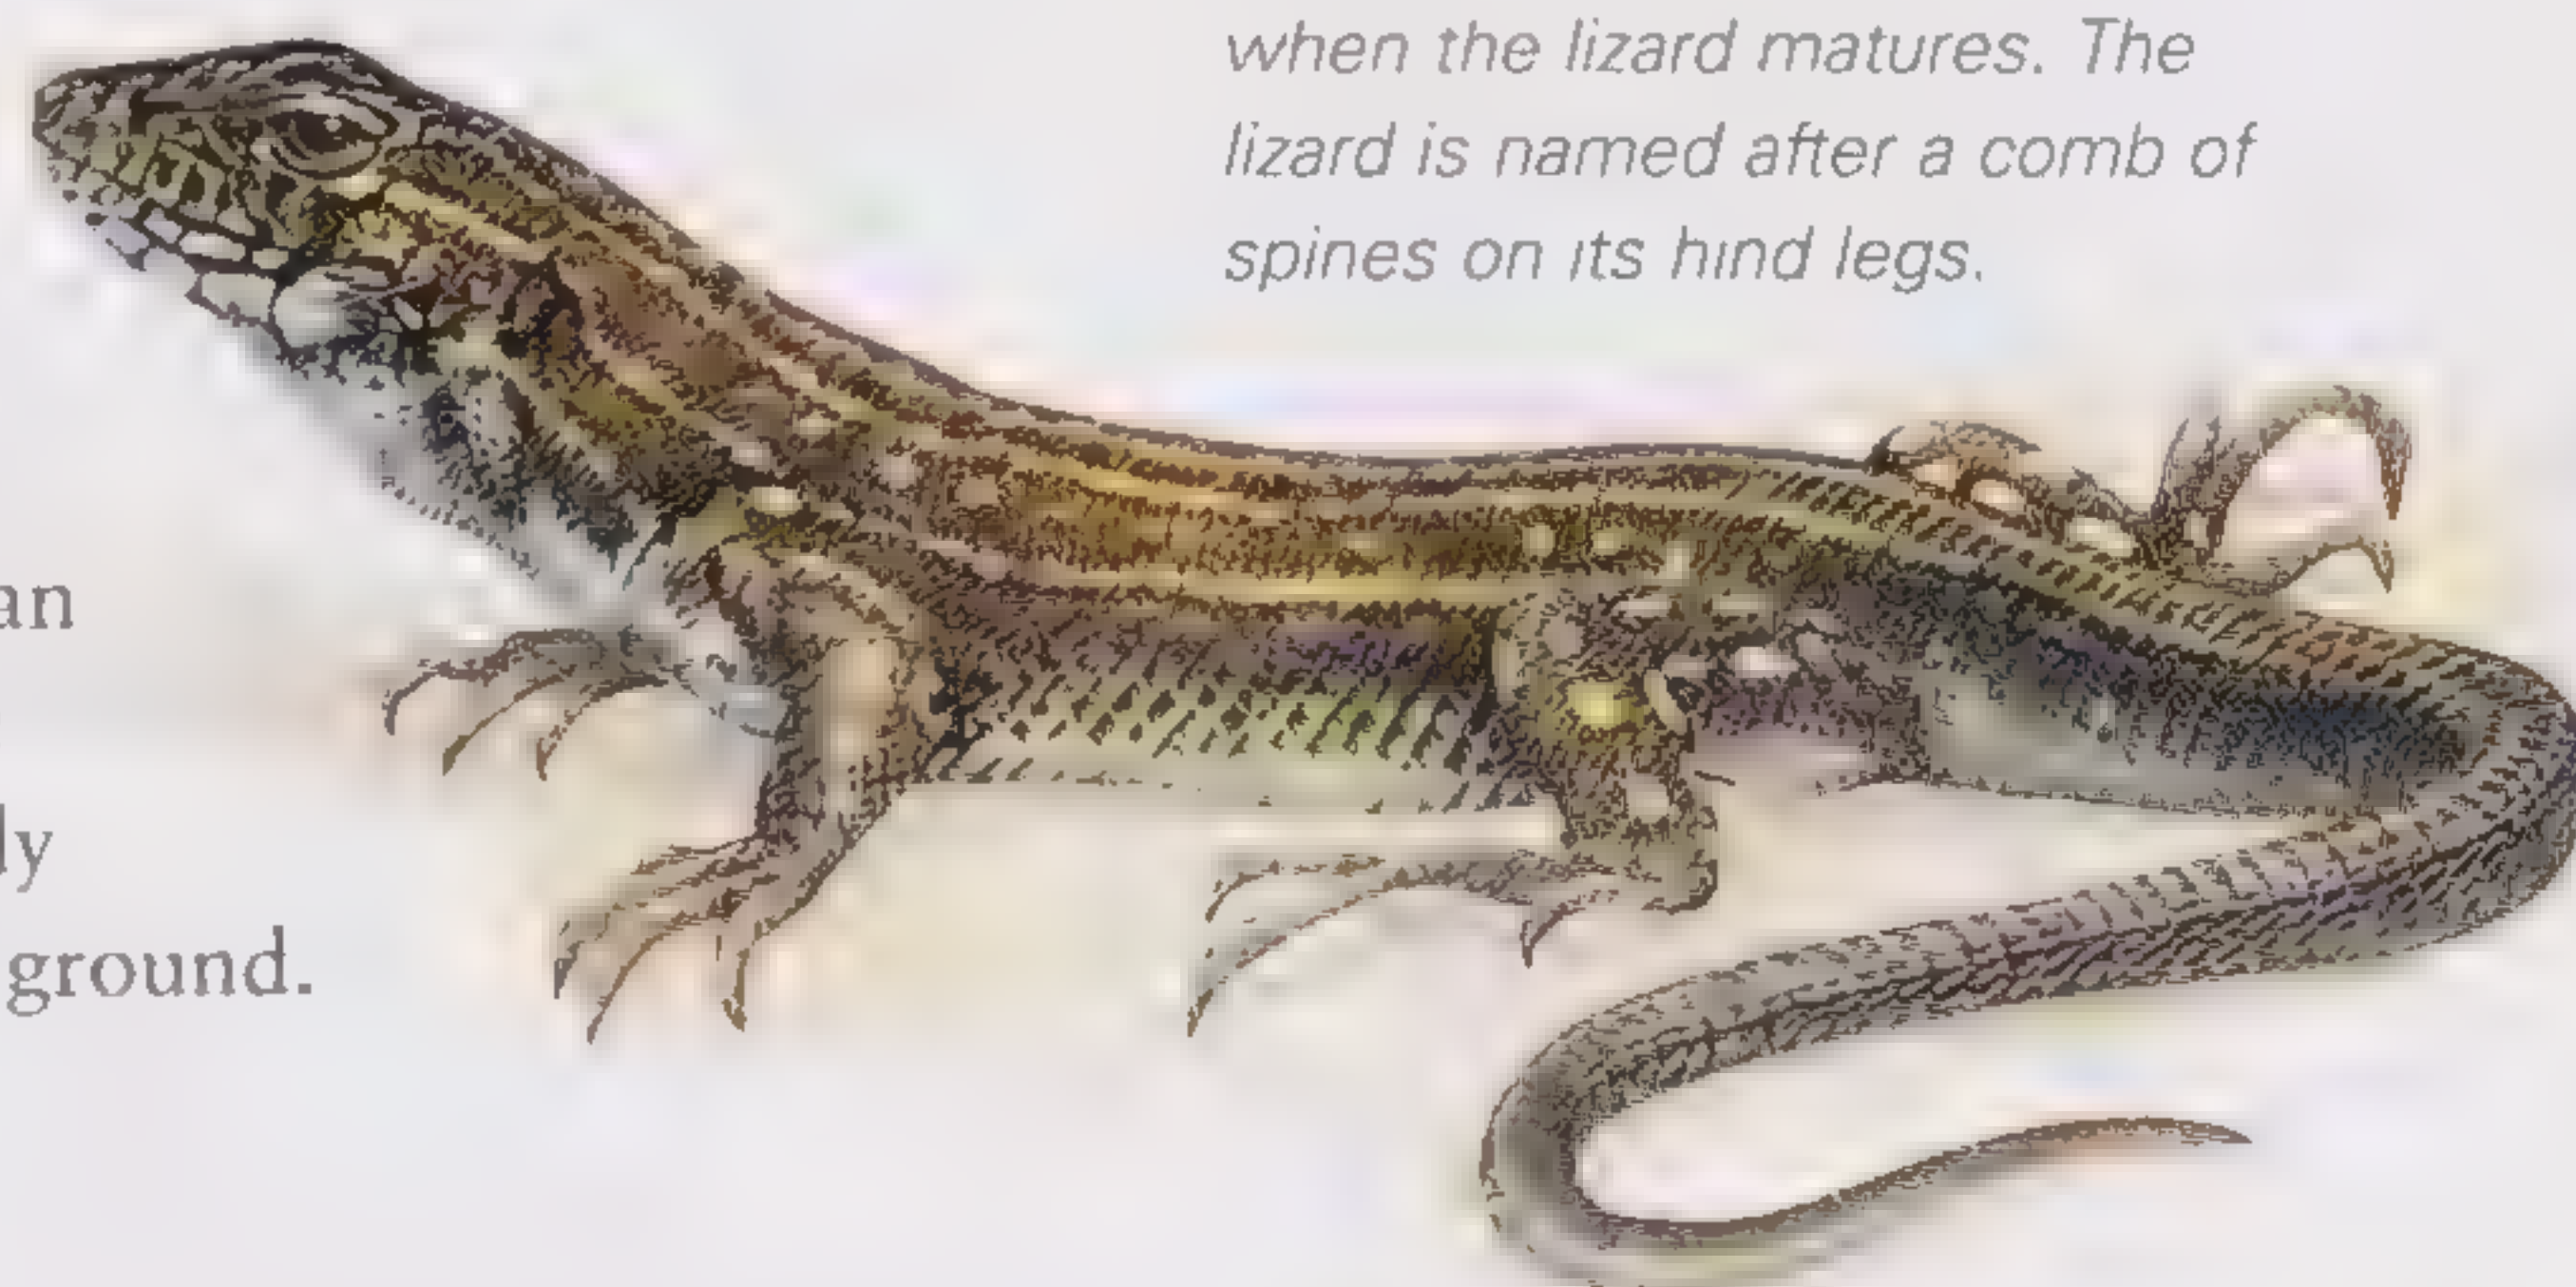 when the lizard matures. The
lizard is named after a comb of
spines on its hind legs.
an
ly
ground.